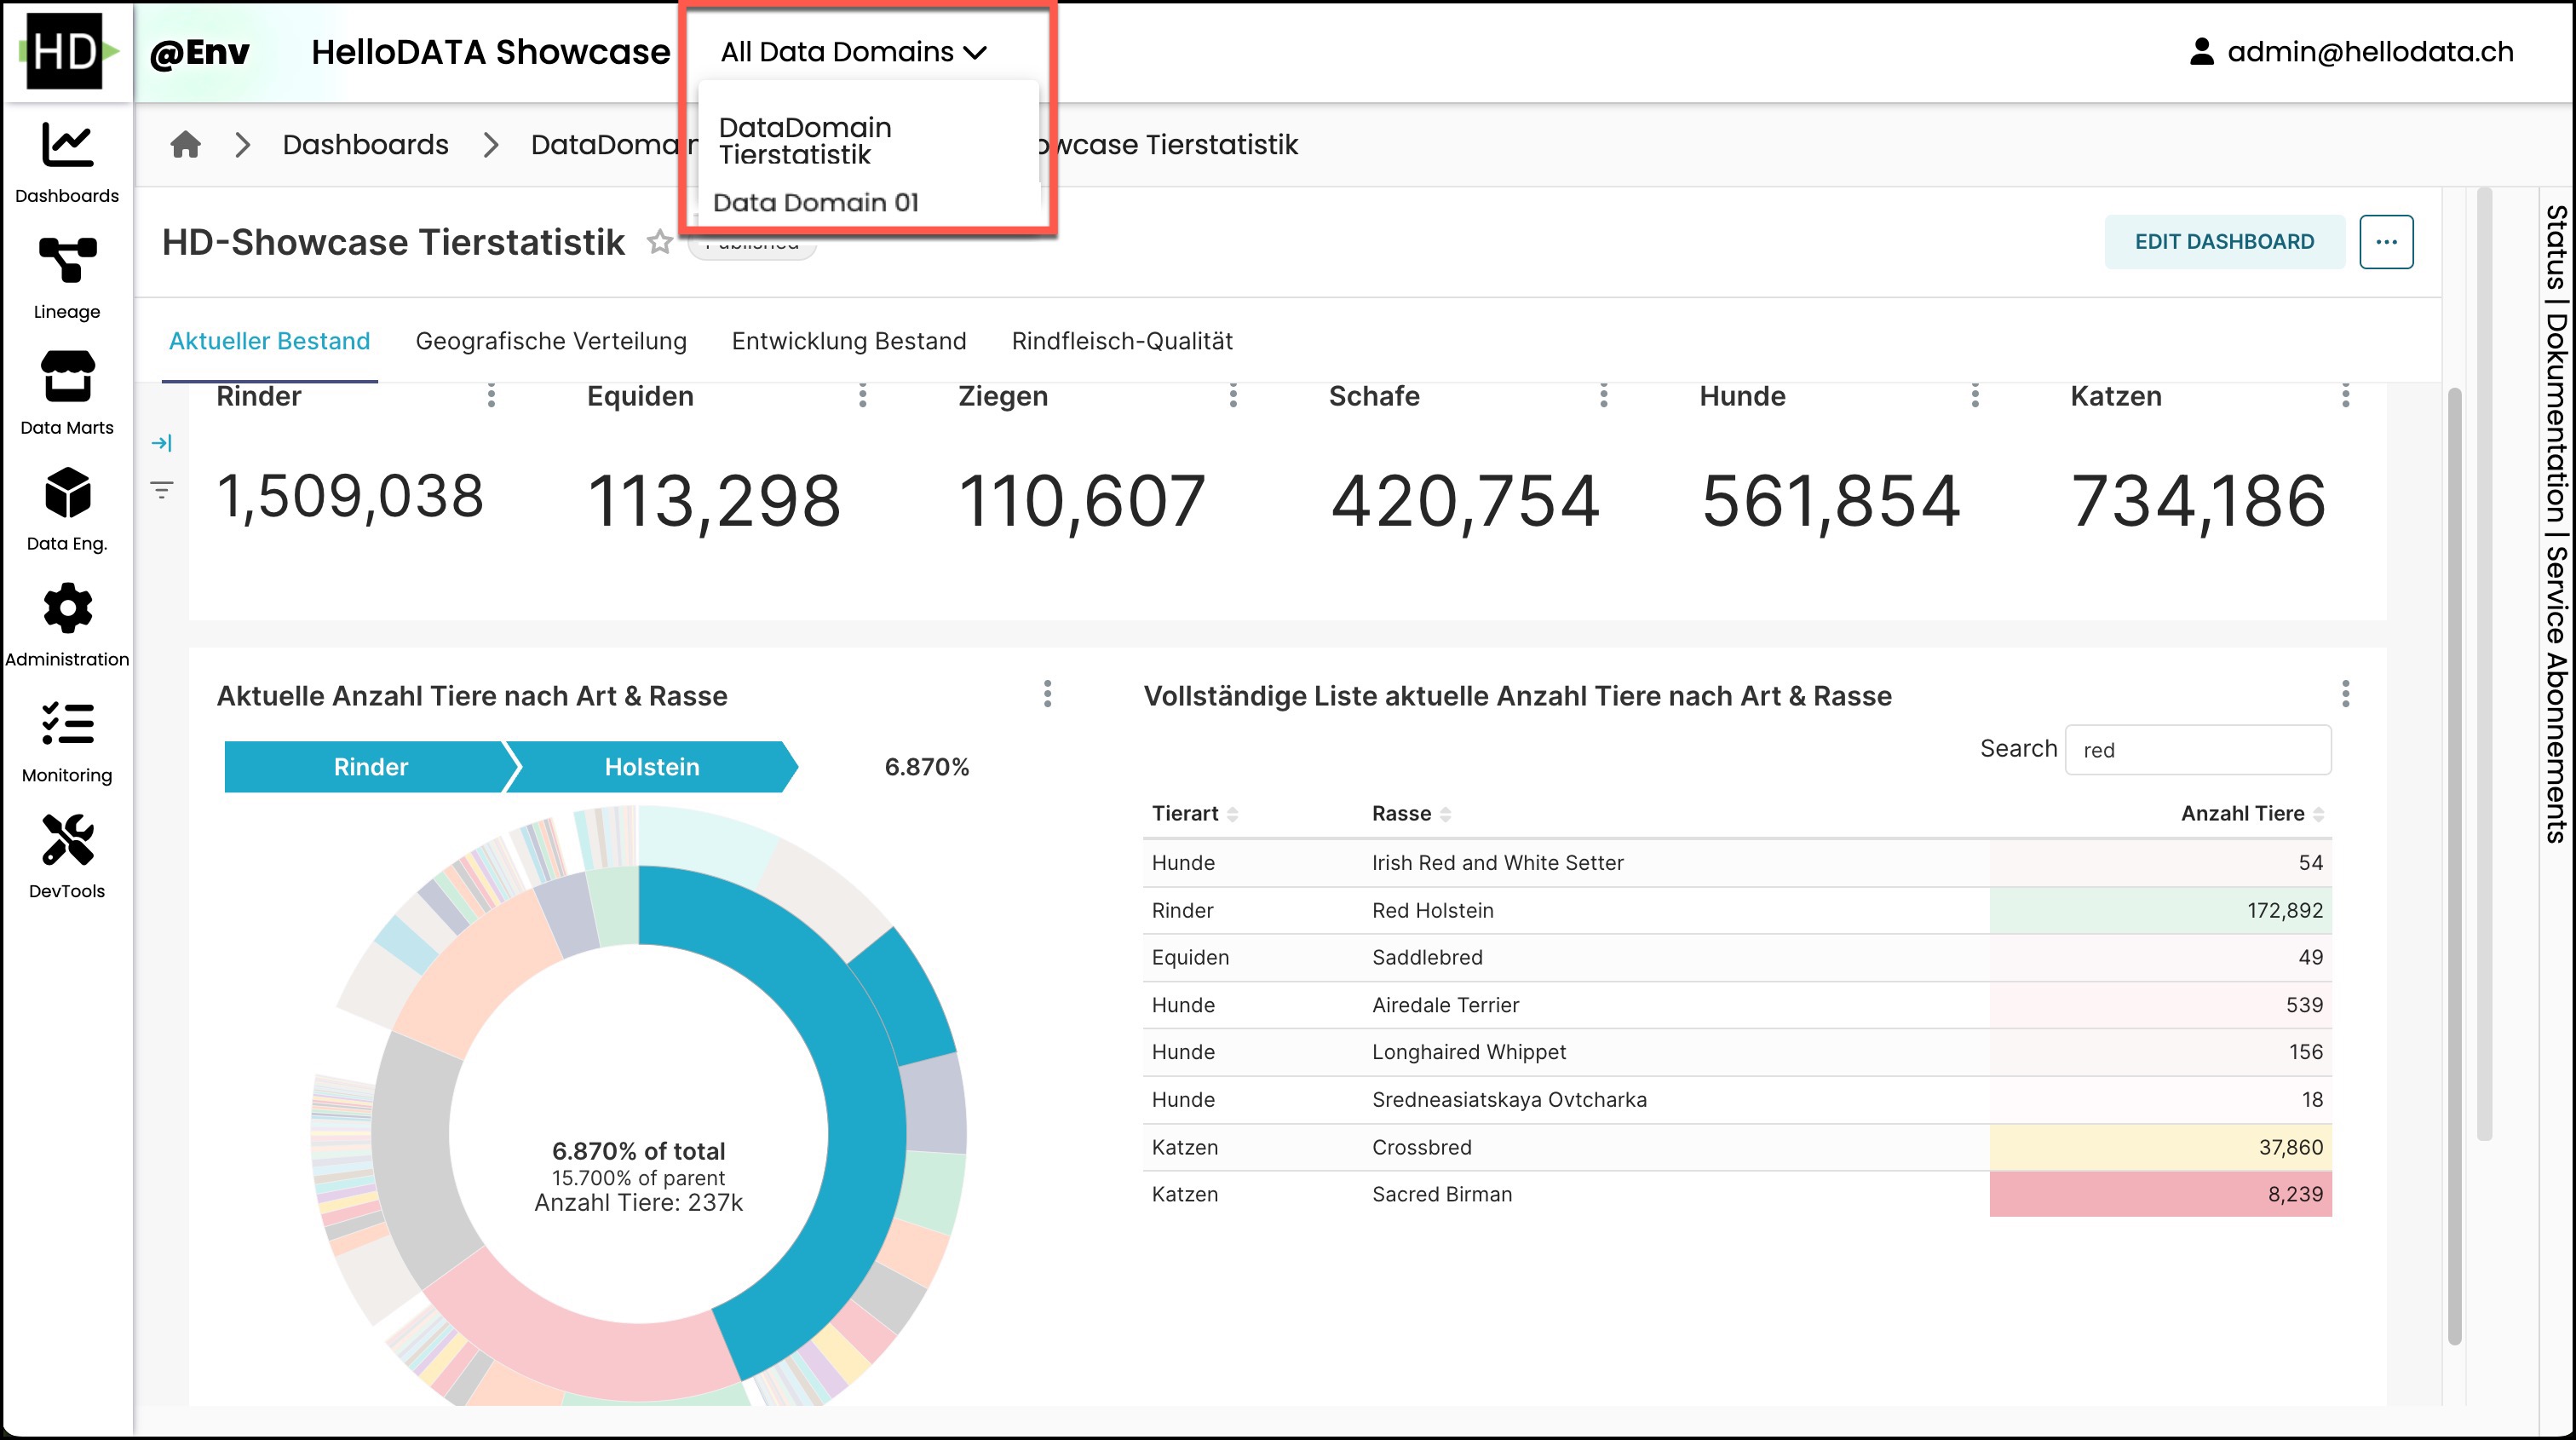 HD
@Env
HelloDATA Showcase
All Data Domains
admin@hellodata.ch
DataDomain
Tierstatistik
Data Domain 01
Dashboards
Tierstatistik
Dashboards
Lineage
Data Marts
Data Eng.
Administration
Monitoring
DevTools
HD-Showcase Tierstatistik
Published
EDIT DASHBOARD
...
Aktueller Bestand
Geografische Verteilung
Entwicklung Bestand
Rindfleisch-Qualität
Rinder
Equiden
Ziegen
Schafe
Hunde
Katzen
1,509,038
113,298
110,607
420,754
561,854
734,186
Aktuelle Anzahl Tiere nach Art & Rasse
Rinder
Holstein
6.870%
6.870% of total
15.700% of parent
Anzahl Tiere: 237k
Vollständige Liste aktuelle Anzahl Tiere nach Art & Rasse
Search red
Tierart Rasse Anzahl Tiere
Hunde Irish Red and White Setter 54
Rinder Red Holstein 172,892
Equiden Saddlebred 49
Hunde Airedale Terrier 539
Hunde Longhaired Whippet 156
Hunde Sredneasiatskaya Ovtcharka 18
Katzen Crossbred 37,860
Katzen Sacred Birman 8,239
Status | Dokumentation | Service Abonnements